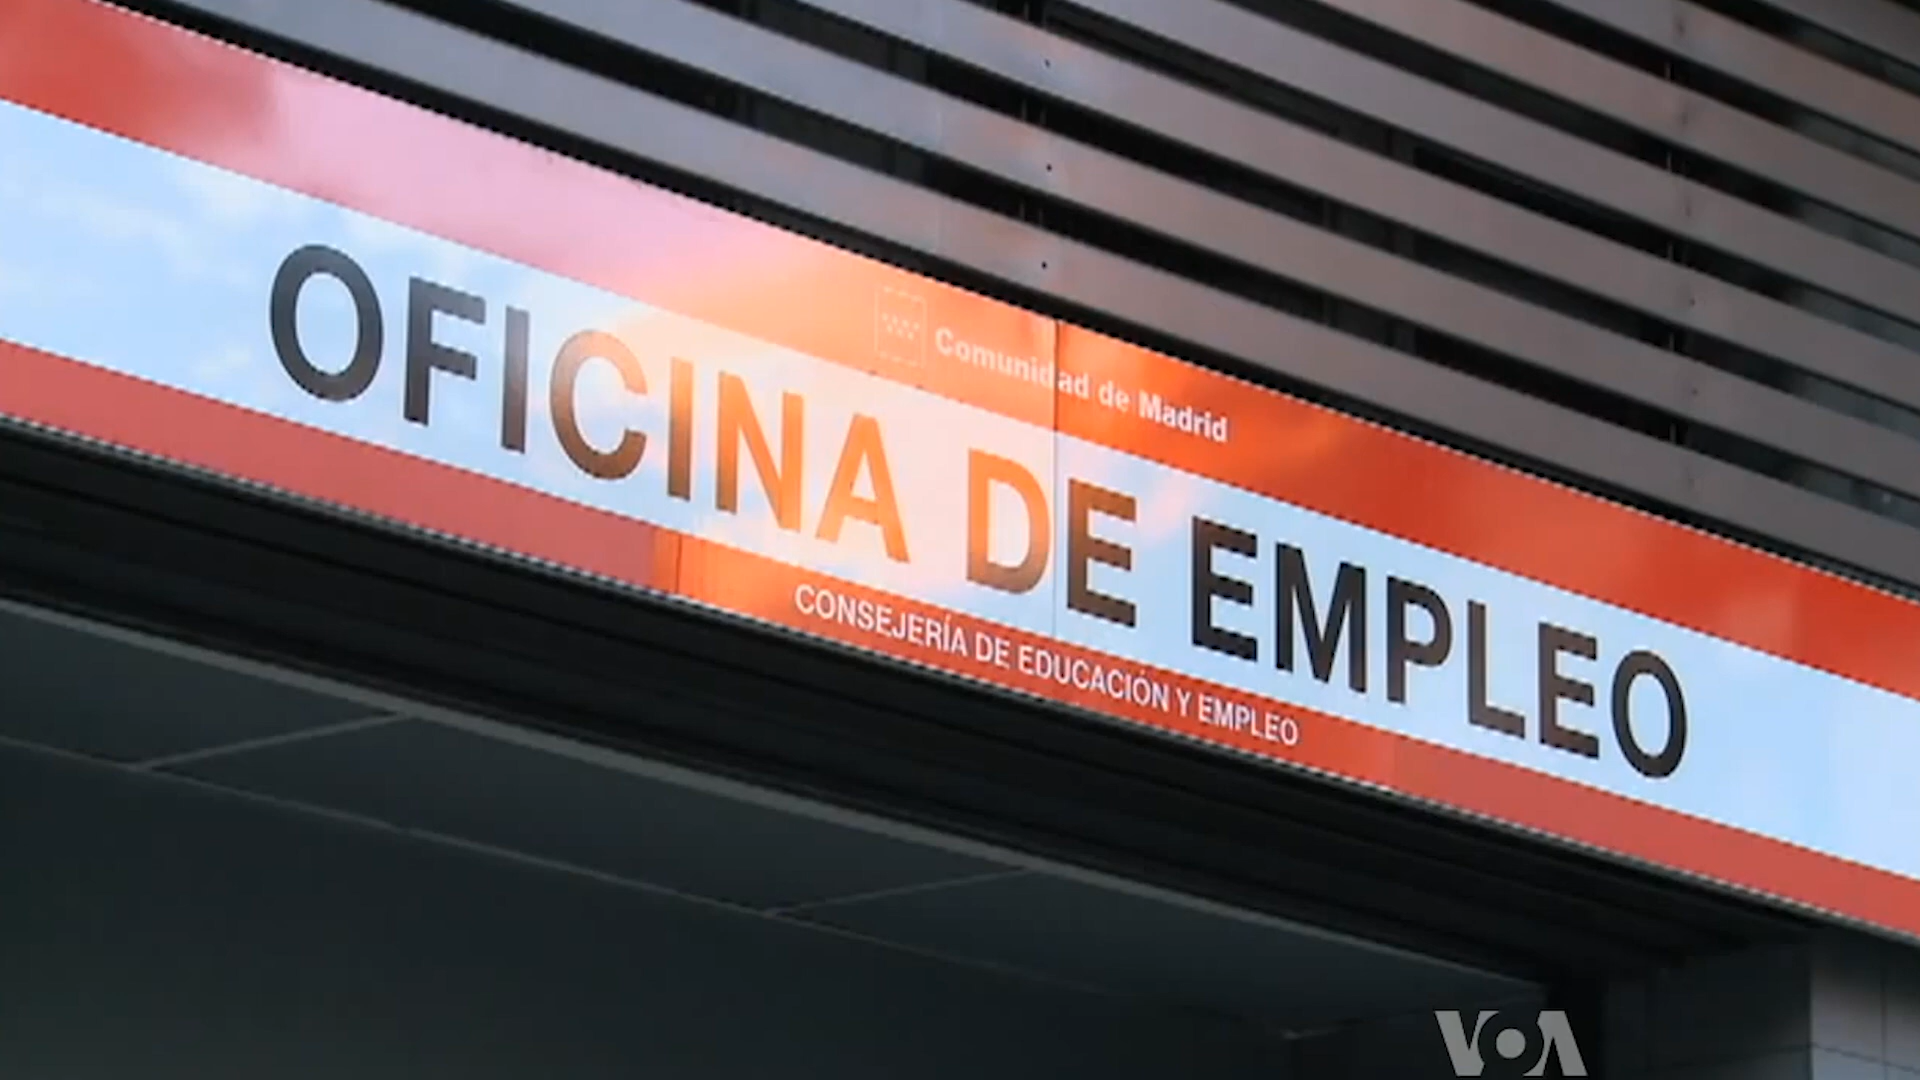 Comunidad de Madrid
OFICINA DE EMPLEO
CONSEJERÍA DE EDUCACIÓN Y EMPLEO
VOA